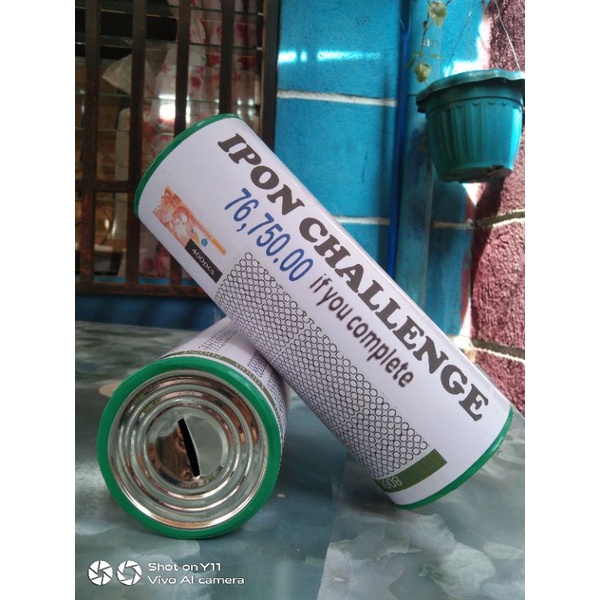 IPON CHALLENGE
76,750.00 if you complete
400pcs
Shot on Y11
Vivo AI camera